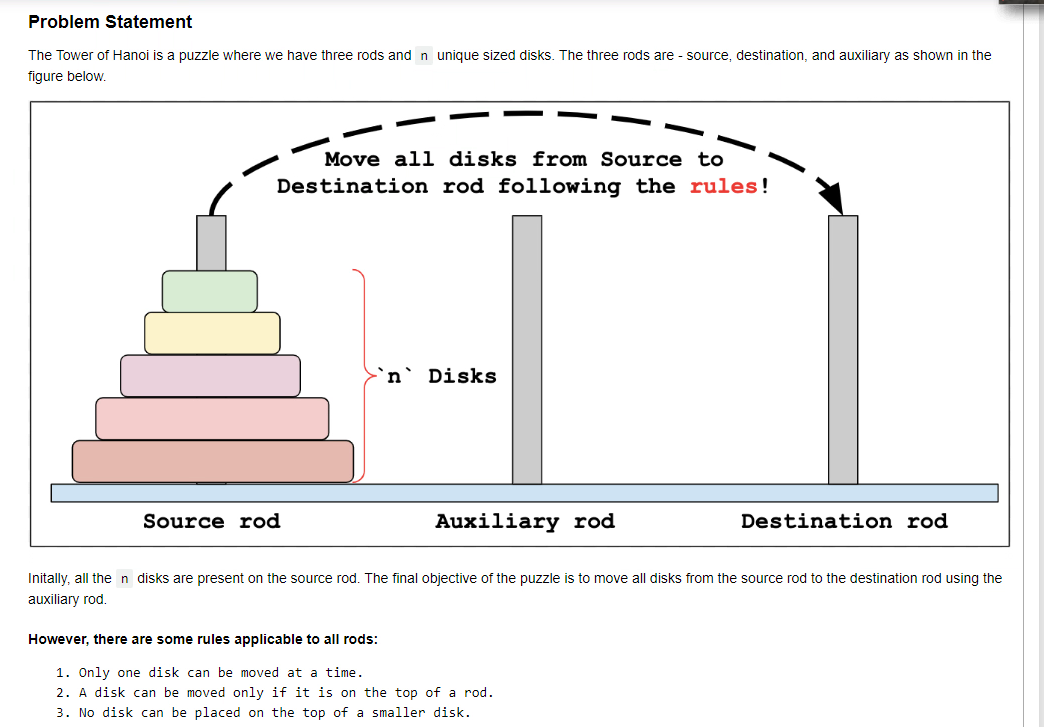 Problem Statement
The Tower of Hanoi is a puzzle where we have three rods and n unique sized disks. The three rods are - source, destination, and auxiliary as shown in the
figure below.
Move all disks from Source to
Destination rod following the rules!
`n` Disks
Source rod
Auxiliary rod
Destination rod
Initally, all the n disks are present on the source rod. The final objective of the puzzle is to move all disks from the source rod to the destination rod using the
auxiliary rod.
However, there are some rules applicable to all rods:
1. Only one disk can be moved at a time.
2. A disk can be moved only if it is on the top of a rod.
3. No disk can be placed on the top of a smaller disk.